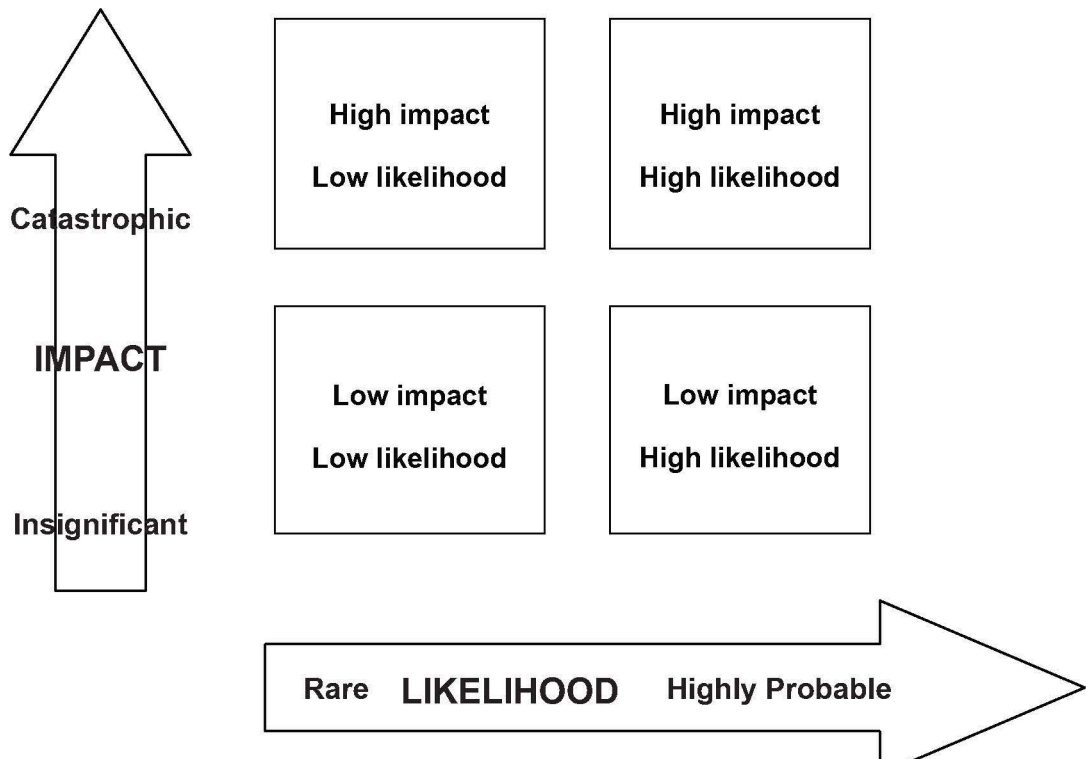 High impact
Low likelihood
High impact
High likelihood
Catastrophic
IMPACT
Low impact
Low likelihood
Low impact
High likelihood
Insignificant
Rare LIKELIHOOD Highly Probable